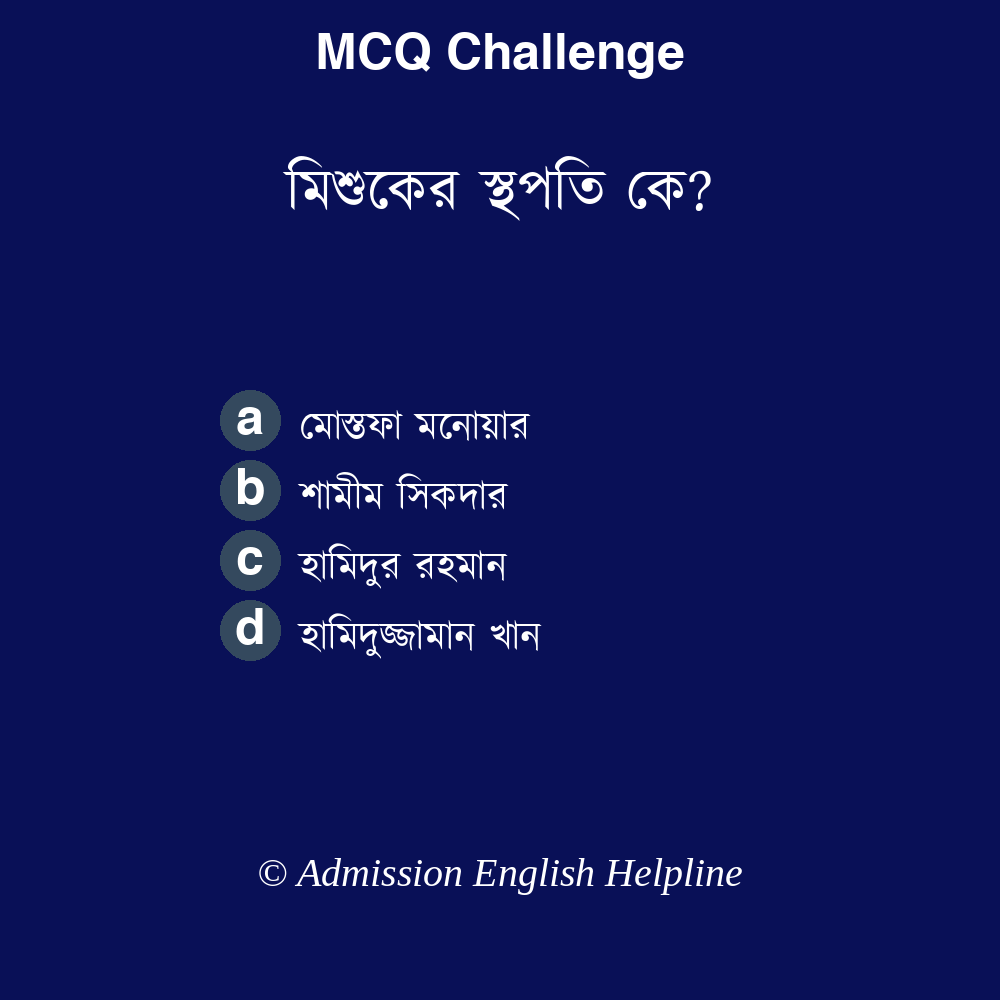 MCQ Challenge
মিশুকের স্থপতি কে?
a মোস্তফা মনোয়ার
b শামীম সিকদার
c হামিদুর রহমান
d হামিদুজ্জামান খান
© Admission English Helpline